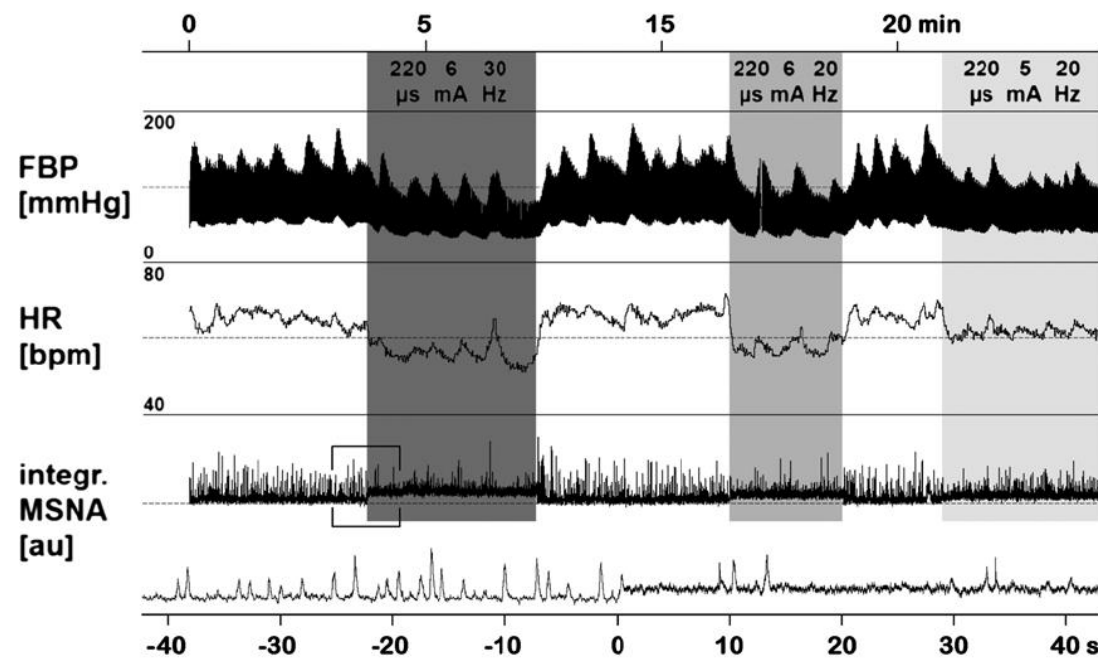 0 5 15 20 min
220 6 30 220 6 20 220 5 20
µs mA Hz µs mA Hz µs mA Hz
200
FBP
[mmHg]
0
80
HR
[bpm]
40
integr.
MSNA
[au]
-40 -30 -20 -10 0 10 20 30 40 s